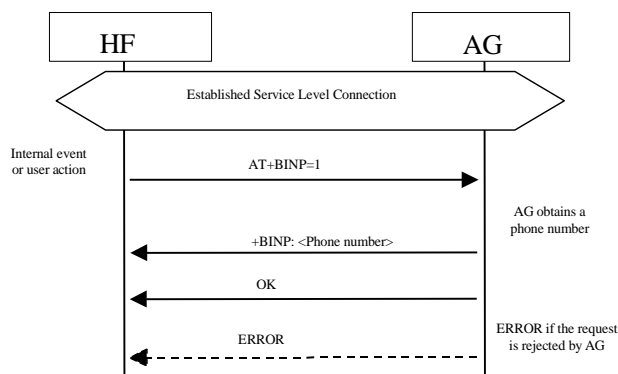 HF
AG
Established Service Level Connection
Internal event
or user action
AT+BINP=1
AG obtains a
phone number
+BINP: <Phone number>
OK
ERROR
ERROR if the request
is rejected by AG